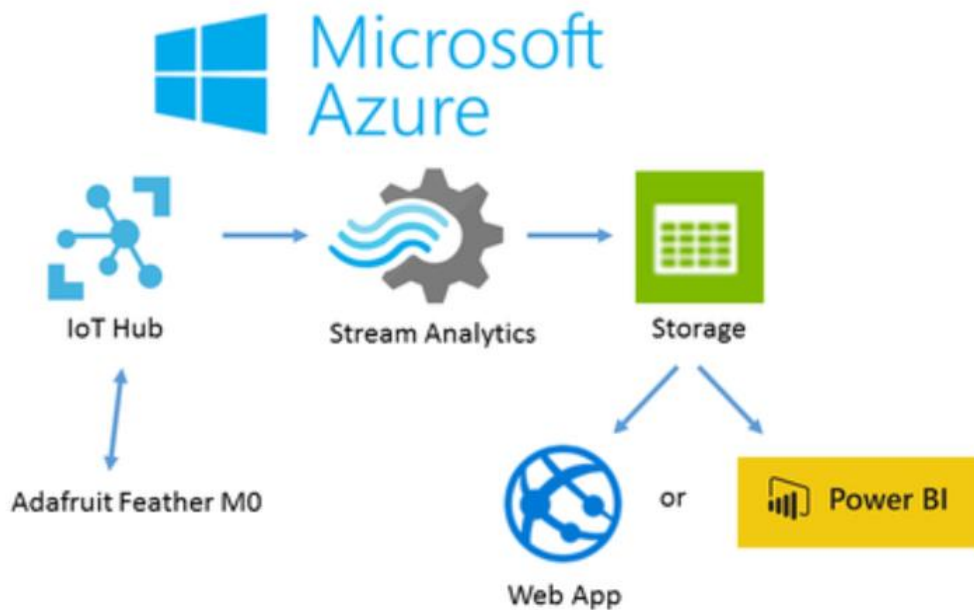 Microsoft
Azure
IoT Hub
Stream Analytics
Storage
Adafruit Feather M0
or
Power BI
Web App